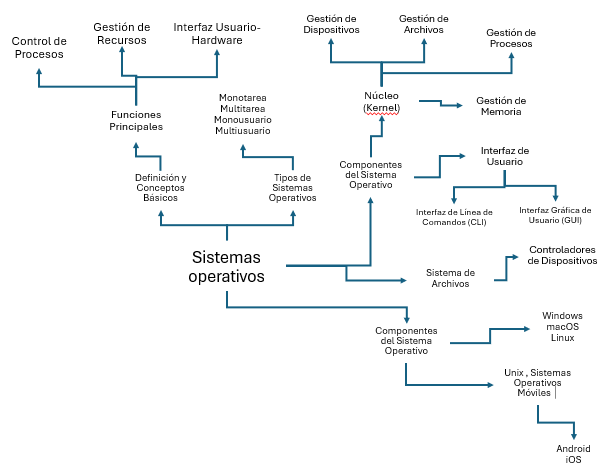 Control de
Procesos
Gestión de
Recursos
Interfaz Usuario-
Hardware
Gestión de
Dispositivos
Gestión de
Archivos
Gestión de
Procesos
Funciones
Principales
Monotarea
Multitarea
Monousuario
Multiusuario
Núcleo
(Kernel)
Gestión de
Memoria
Definición y
Conceptos
Básicos
Tipos de
Sistemas
Operativos
Componentes
del Sistema
Operativo
Interfaz de
Usuario
Interfaz de Línea de
Comandos (CLI)
Interfaz Gráfica de
Usuario (GUI)
Sistemas
operativos
Sistema de
Archivos
Controladores
de Dispositivos
Componentes
del Sistema
Operativo
Windows
macOS
Linux
Unix , Sistemas
Operativos
Móviles
Android
iOS